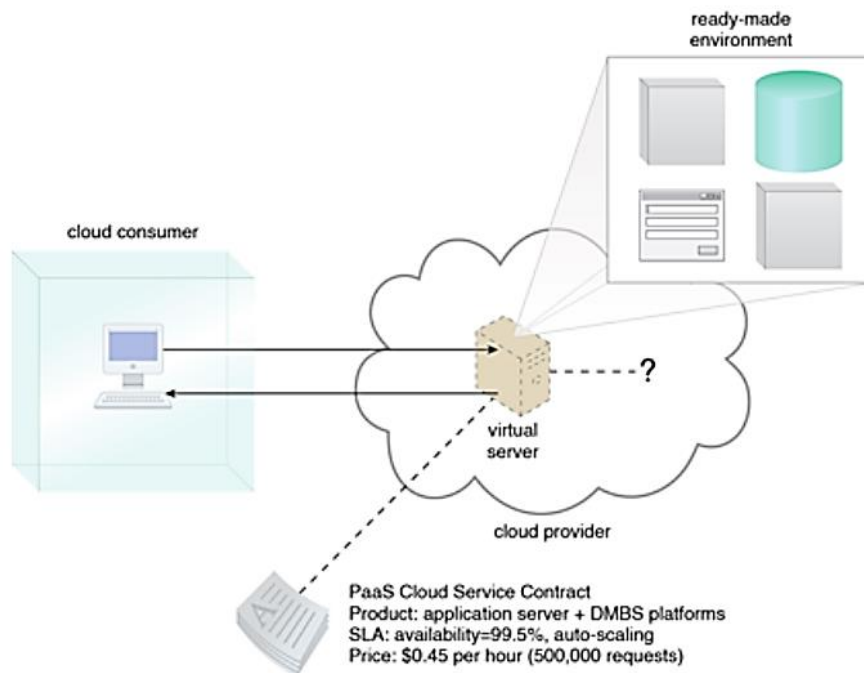 ready-made
environment
cloud consumer
?
virtual
server
cloud provider
PaaS Cloud Service Contract
Product: application server + DMBS platforms
SLA: availability=99.5%, auto-scaling
Price: $0.45 per hour (500,000 requests)
A